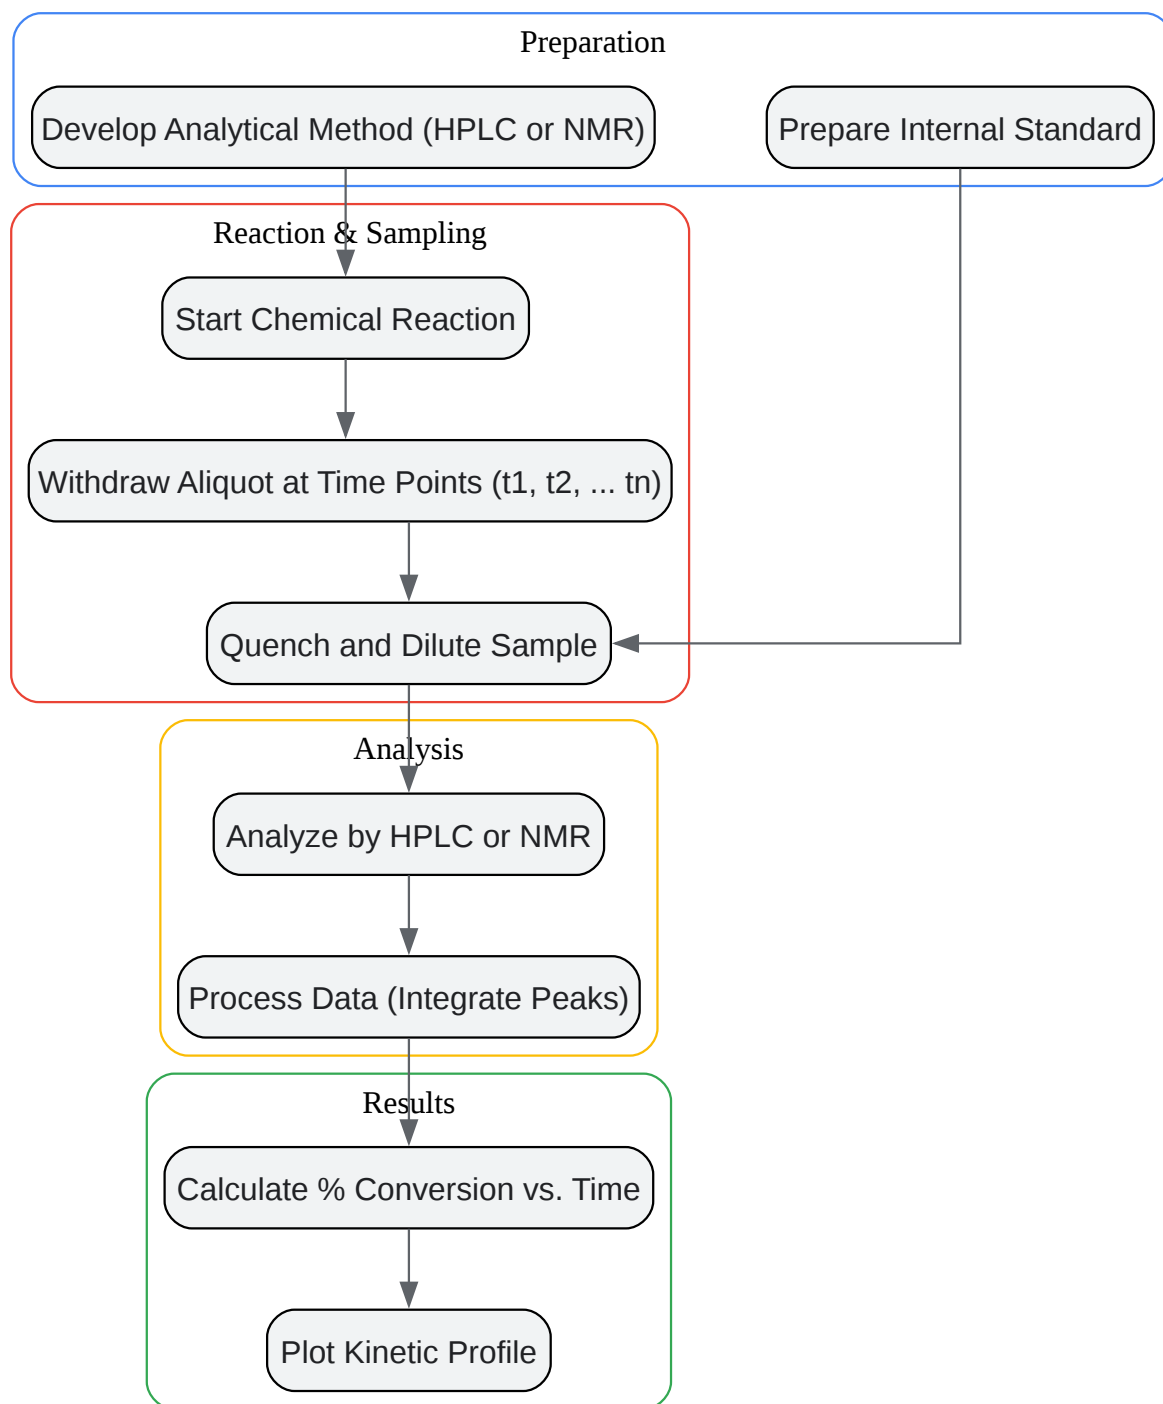 Preparation
Develop Analytical Method (HPLC or NMR)
Prepare Internal Standard
Reaction & Sampling
Start Chemical Reaction
Withdraw Aliquot at Time Points (t1, t2, ... tn)
Quench and Dilute Sample
Analysis
Analyze by HPLC or NMR
Process Data (Integrate Peaks)
Results
Calculate % Conversion vs. Time
Plot Kinetic Profile